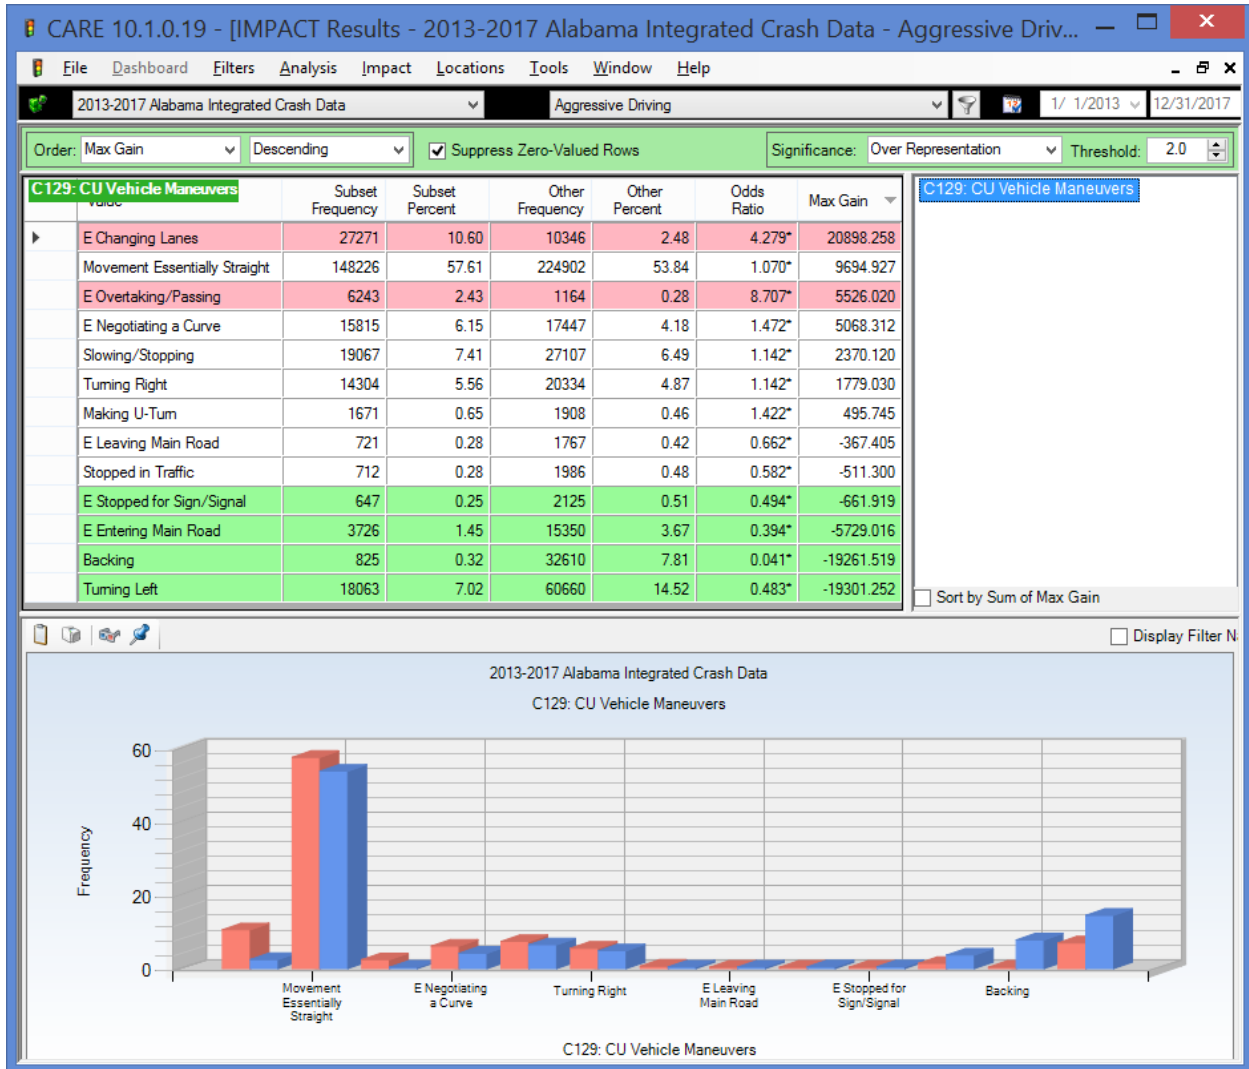 CARE 10.1.0.19 - [IMPACT Results - 2013-2017 Alabama Integrated Crash Data - Aggressive Driv...
File Dashboard Filters Analysis Impact Locations Tools Window Help
2013-2017 Alabama Integrated Crash Data Aggressive Driving 1/ 1/2013 12/31/2017
Order: Max Gain Descending Suppress Zero-Valued Rows Significance: Over Representation Threshold: 2.0
C129: CU Vehicle Maneuvers
Value Subset Frequency Subset Percent Other Frequency Other Percent Odds Ratio Max Gain
E Changing Lanes 27271 10.60 10346 2.48 4.279* 20898.258
Movement Essentially Straight 148226 57.61 224902 53.84 1.070* 9694.927
E Overtaking/Passing 6243 2.43 1164 0.28 8.707* 5526.020
E Negotiating a Curve 15815 6.15 17447 4.18 1.472* 5068.312
Slowing/Stopping 19067 7.41 27107 6.49 1.142* 2370.120
Turning Right 14304 5.56 20334 4.87 1.142* 1779.030
Making U-Turn 1671 0.65 1908 0.46 1.422* 495.745
E Leaving Main Road 721 0.28 1767 0.42 0.662* -367.405
Stopped in Traffic 712 0.28 1986 0.48 0.582* -511.300
E Stopped for Sign/Signal 647 0.25 2125 0.51 0.494* -661.919
E Entering Main Road 3726 1.45 15350 3.67 0.394* -5729.016
Backing 825 0.32 32610 7.81 0.041* -19261.519
Turning Left 18063 7.02 60660 14.52 0.483* -19301.252
C129: CU Vehicle Maneuvers
Sort by Sum of Max Gain
Display Filter N
2013-2017 Alabama Integrated Crash Data
C129: CU Vehicle Maneuvers
Frequency
60
40
20
0
Movement Essentially Straight
E Negotiating a Curve
Turning Right
E Leaving Main Road
E Stopped for Sign/Signal
Backing
C129: CU Vehicle Maneuvers